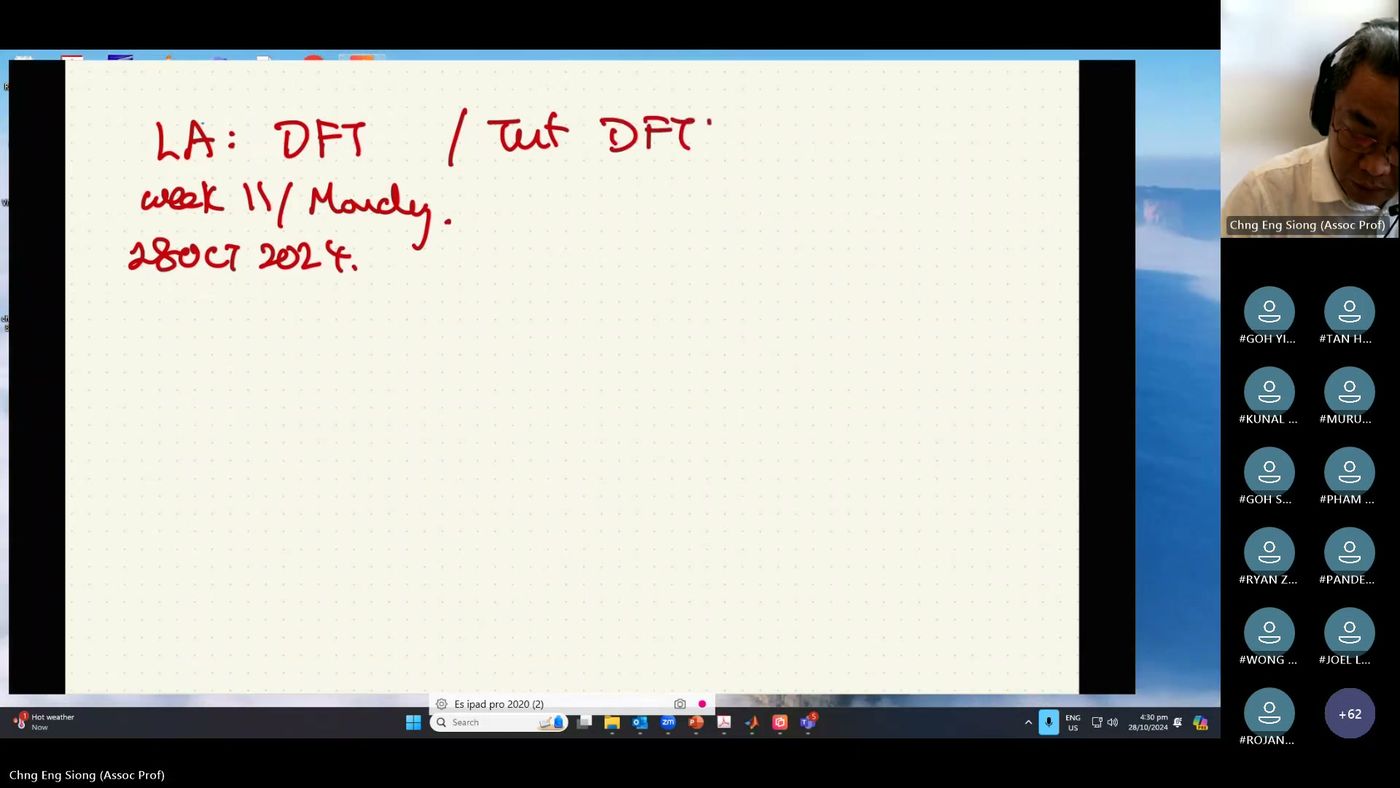 LA: DFT / Tut DFT.
week 11/ Monday.
28 OCT 2024.
Chng Eng Siong (Assoc Prof)
#GOH YI...
#TAN H...
#KUNAL ...
#MURU...
#GOH S...
#PHAM ...
#RYAN Z...
#PANDE...
#WONG ...
#JOEL L...
#ROJAN...
+62
Es ipad pro 2020 (2)
Hot weather
Now
Search
ENG
US
4:30 pm
28/10/2024
Chng Eng Siong (Assoc Prof)